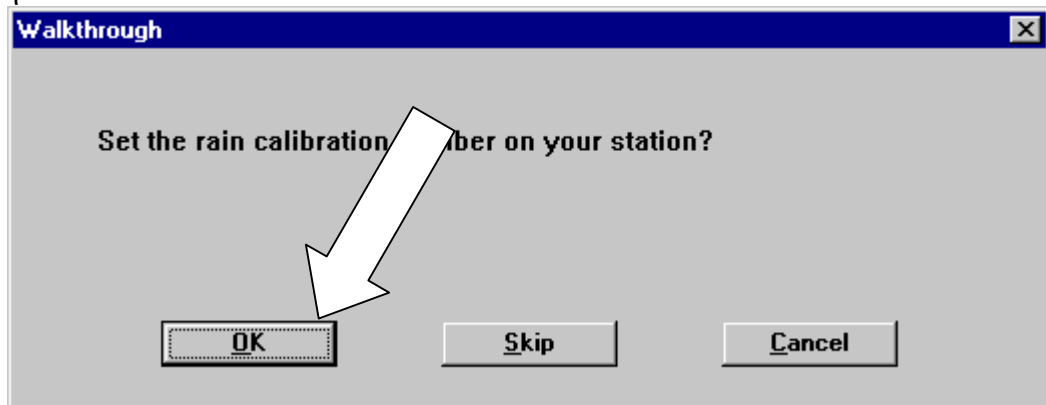 Walkthrough
Set the rain calibration on your station?
OK
Skip
Cancel